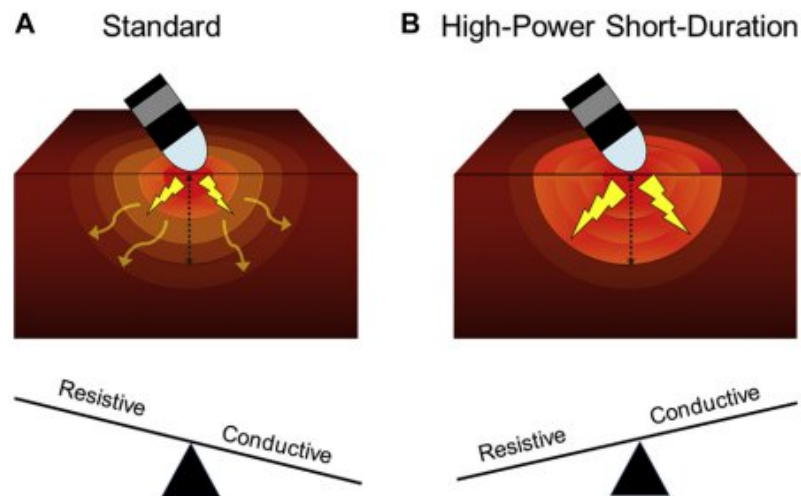 A Standard
B High-Power Short-Duration
Resistive
Conductive
Resistive
Conductive